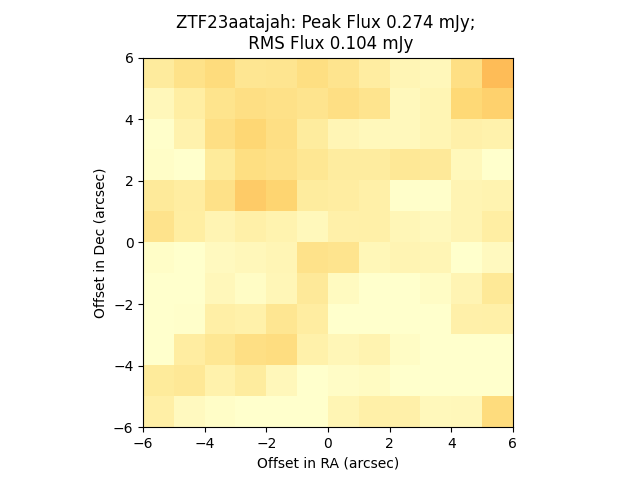 ZTF23aatajah: Peak Flux 0.274 mJy;
RMS Flux 0.104 mJy
6
4
2
0
−2
−4
−6
Offset in Dec (arcsec)
−6 −4 −2 0 2 4 6
Offset in RA (arcsec)